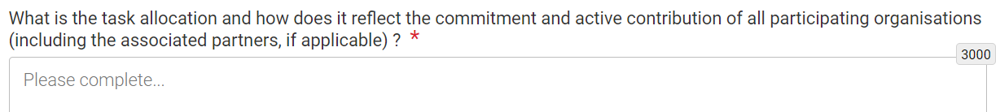 What is the task allocation and how does it reflect the commitment and active contribution of all participating organisations
(including the associated partners, if applicable) ? *
3000
Please complete...